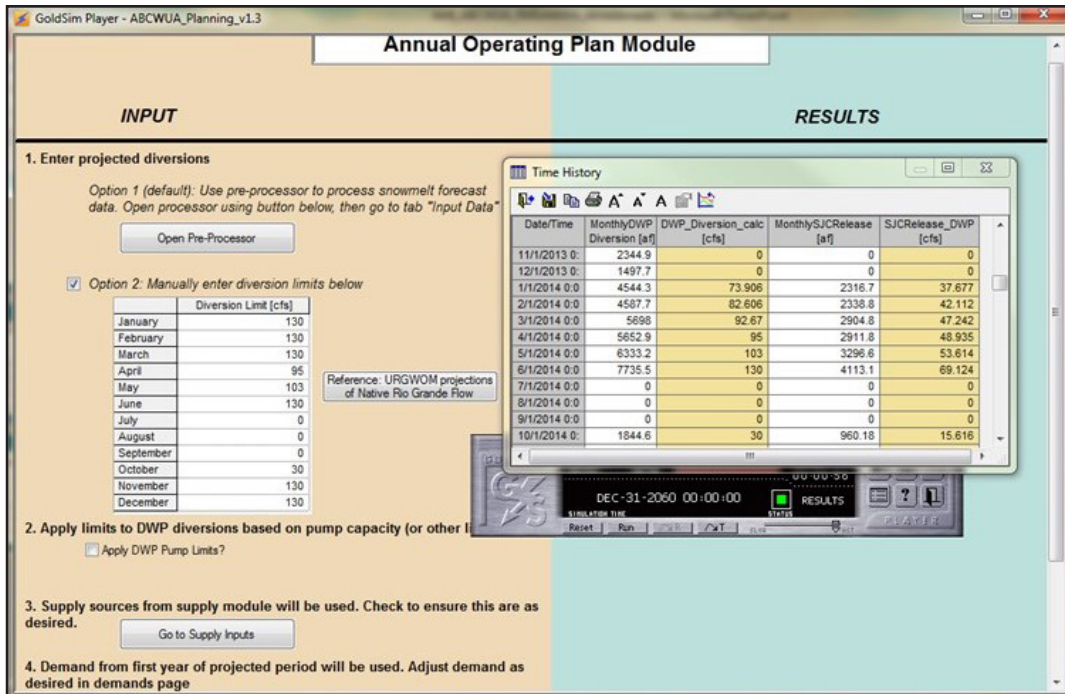 GoldSim Player - ABCWUA_Planning_v1.3
Annual Operating Plan Module
INPUT
RESULTS
1. Enter projected diversions
Option 1 (default): Use pre-processor to process snowmelt forecast
data. Open processor using button below, then go to tab "Input Data"
Open Pre-Processor
Option 2: Manually enter diversion limits below
Diversion Limit [cfs]
January 130
February 130
March 130
April 95
May 103
June 130
July 0
August 0
September 0
October 30
November 130
December 130
Reference: URGWOM projections
of Native Rio Grande Flow
2. Apply limits to DWP diversions based on pump capacity (or other li
Apply DWP Pump Limits?
3. Supply sources from supply module will be used. Check to ensure this are as
desired.
Go to Supply Inputs
4. Demand from first year of projected period will be used. Adjust demand as
desired in demands page
Time History
Date/Time MonthlyDWP DWP_Diversion_calc MonthlySJCRelease SJCRelease_DWP
Diversion [af] [cfs] [af] [cfs]
11/1/2013 0: 2344.9 0 0 0
12/1/2013 0: 1497.7 0 0 0
1/1/2014 0:0 4544.3 73.906 2316.7 37.677
2/1/2014 0:0 4587.7 82.606 2338.8 42.112
3/1/2014 0:0 5698 92.67 2904.8 47.242
4/1/2014 0:0 5652.9 95 2911.8 48.935
5/1/2014 0:0 6333.2 103 3296.6 53.614
6/1/2014 0:0 7735.5 130 4113.1 69.124
7/1/2014 0:0 0 0 0 0
8/1/2014 0:0 0 0 0 0
9/1/2014 0:0 0 0 0 0
10/1/2014 0: 1844.6 30 960.18 15.616
DEC-31-2060 00:00:00
RESULTS
SIMULATION TIME
STATUS
Reset Run
PLAYER